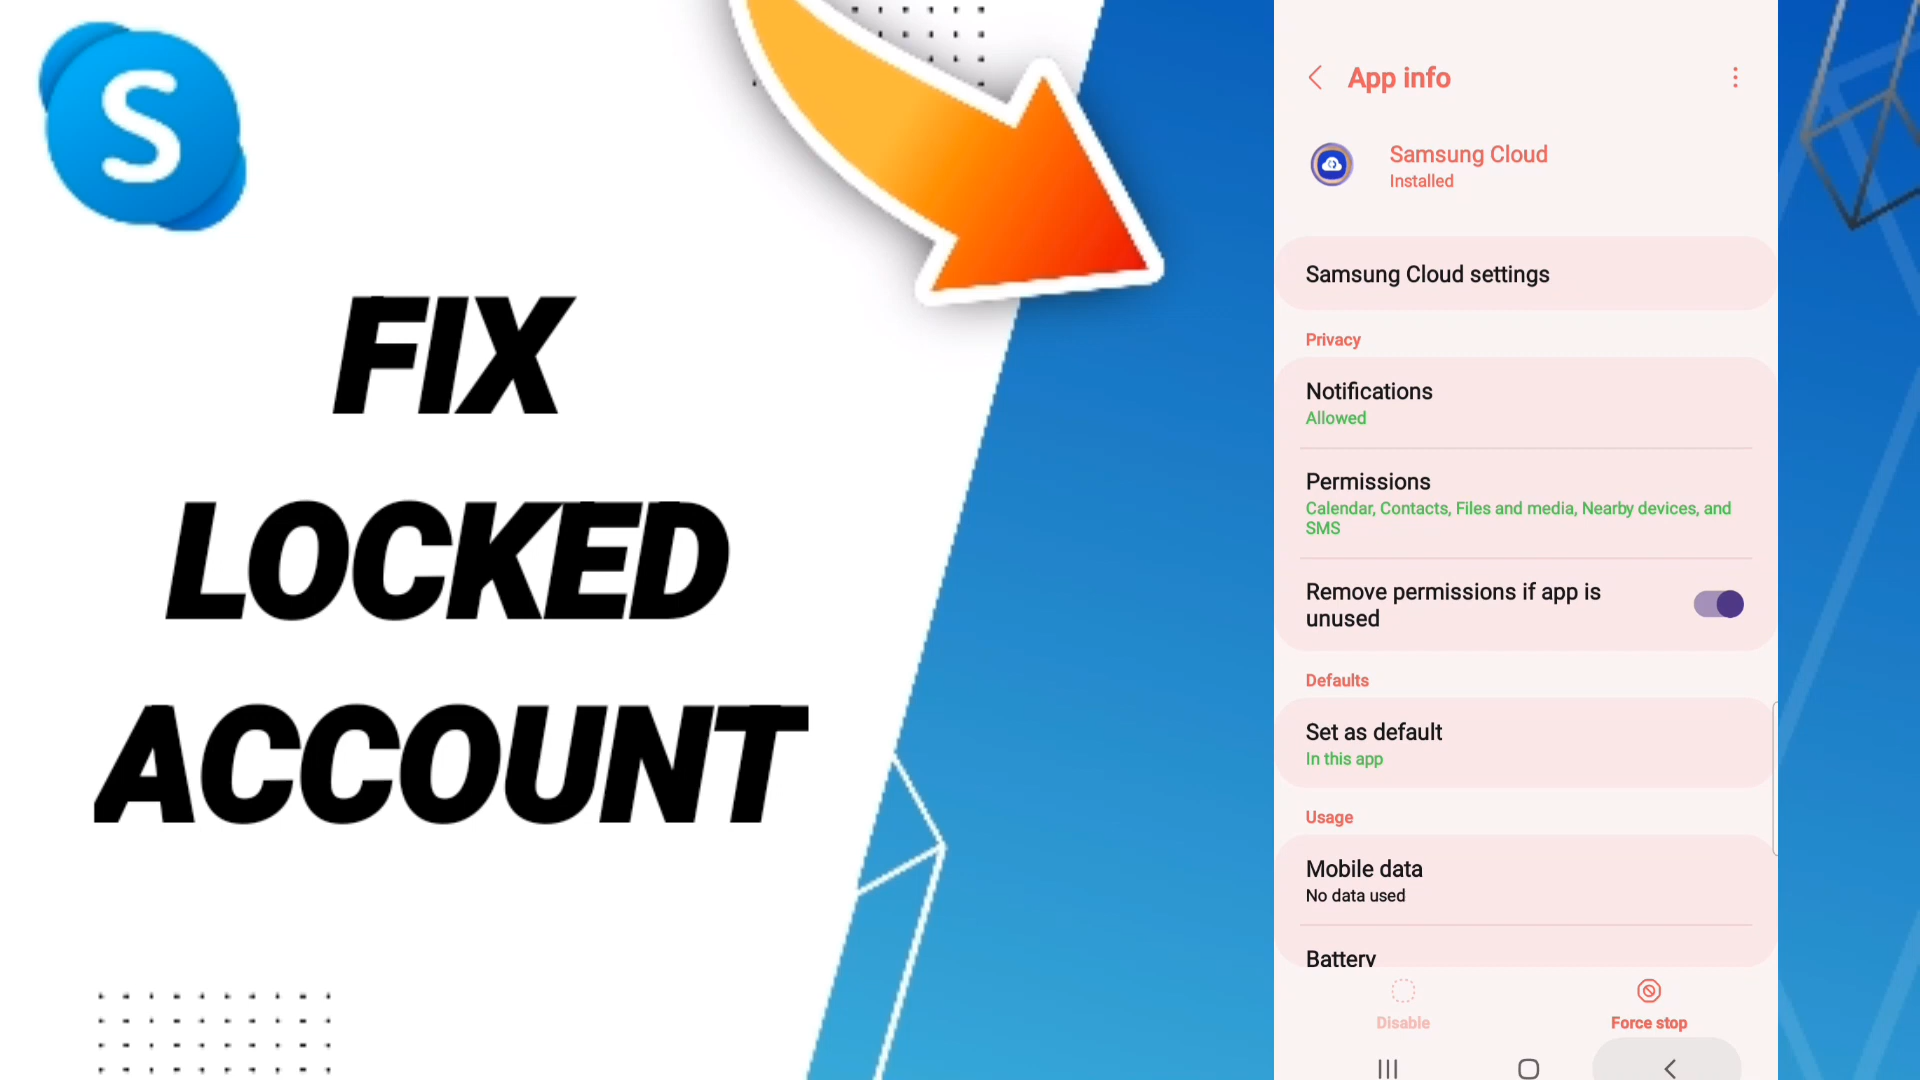 S
FIX
LOCKED
ACCOUNT
App info
Samsung Cloud
Installed
Samsung Cloud settings
Privacy
Notifications
Allowed
Permissions
Calendar, Contacts, Files and media, Nearby devices, and
SMS
Remove permissions if app is
unused
Defaults
Set as default
In this app
Usage
Mobile data
No data used
Battery
Disable
Force stop